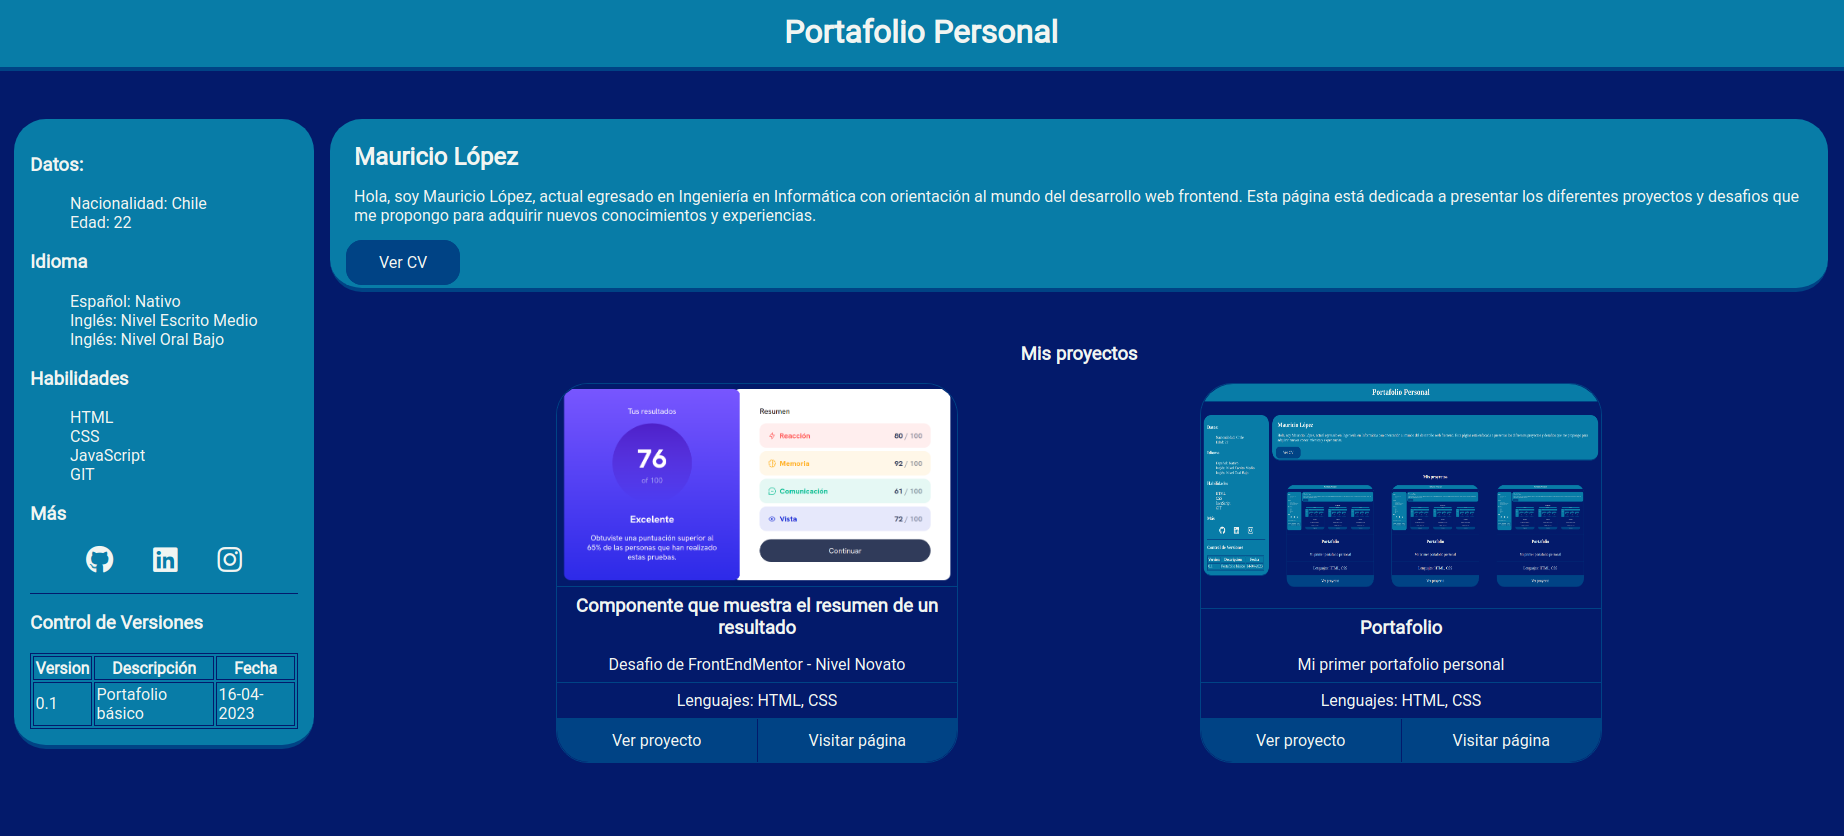 Portafolio Personal
Datos:
Nacionalidad: Chile
Edad: 22
Idioma
Español: Nativo
Inglés: Nivel Escrito Medio
Inglés: Nivel Oral Bajo
Habilidades
HTML
CSS
JavaScript
GIT
Más
Control de Versiones
Version Descripción Fecha
0.1 Portafolio básico 16-04-2023
Mauricio López
Hola, soy Mauricio López, actual egresado en Ingeniería en Informática con orientación al mundo del desarrollo web frontend. Esta página está dedicada a presentar los diferentes proyectos y desafios que
me propongo para adquirir nuevos conocimientos y experiencias.
Ver CV
Mis proyectos
Tus resultados
76
of 100
Excelente
Obtuviste una puntuación superior al
65% de las personas que han realizado
estas pruebas.
Resumen
Reacción 80 / 100
Memoria 92 / 100
Comunicación 61 / 100
Vista 72 / 100
Continuar
Componente que muestra el resumen de un
resultado
Desafio de FrontEndMentor - Nivel Novato
Lenguajes: HTML, CSS
Ver proyecto Visitar página
Portafolio Personal
Mauricio López
Mis proyectos
Portafolio
Mi primer portafolio personal
Lenguajes: HTML, CSS
Ver proyecto Visitar página